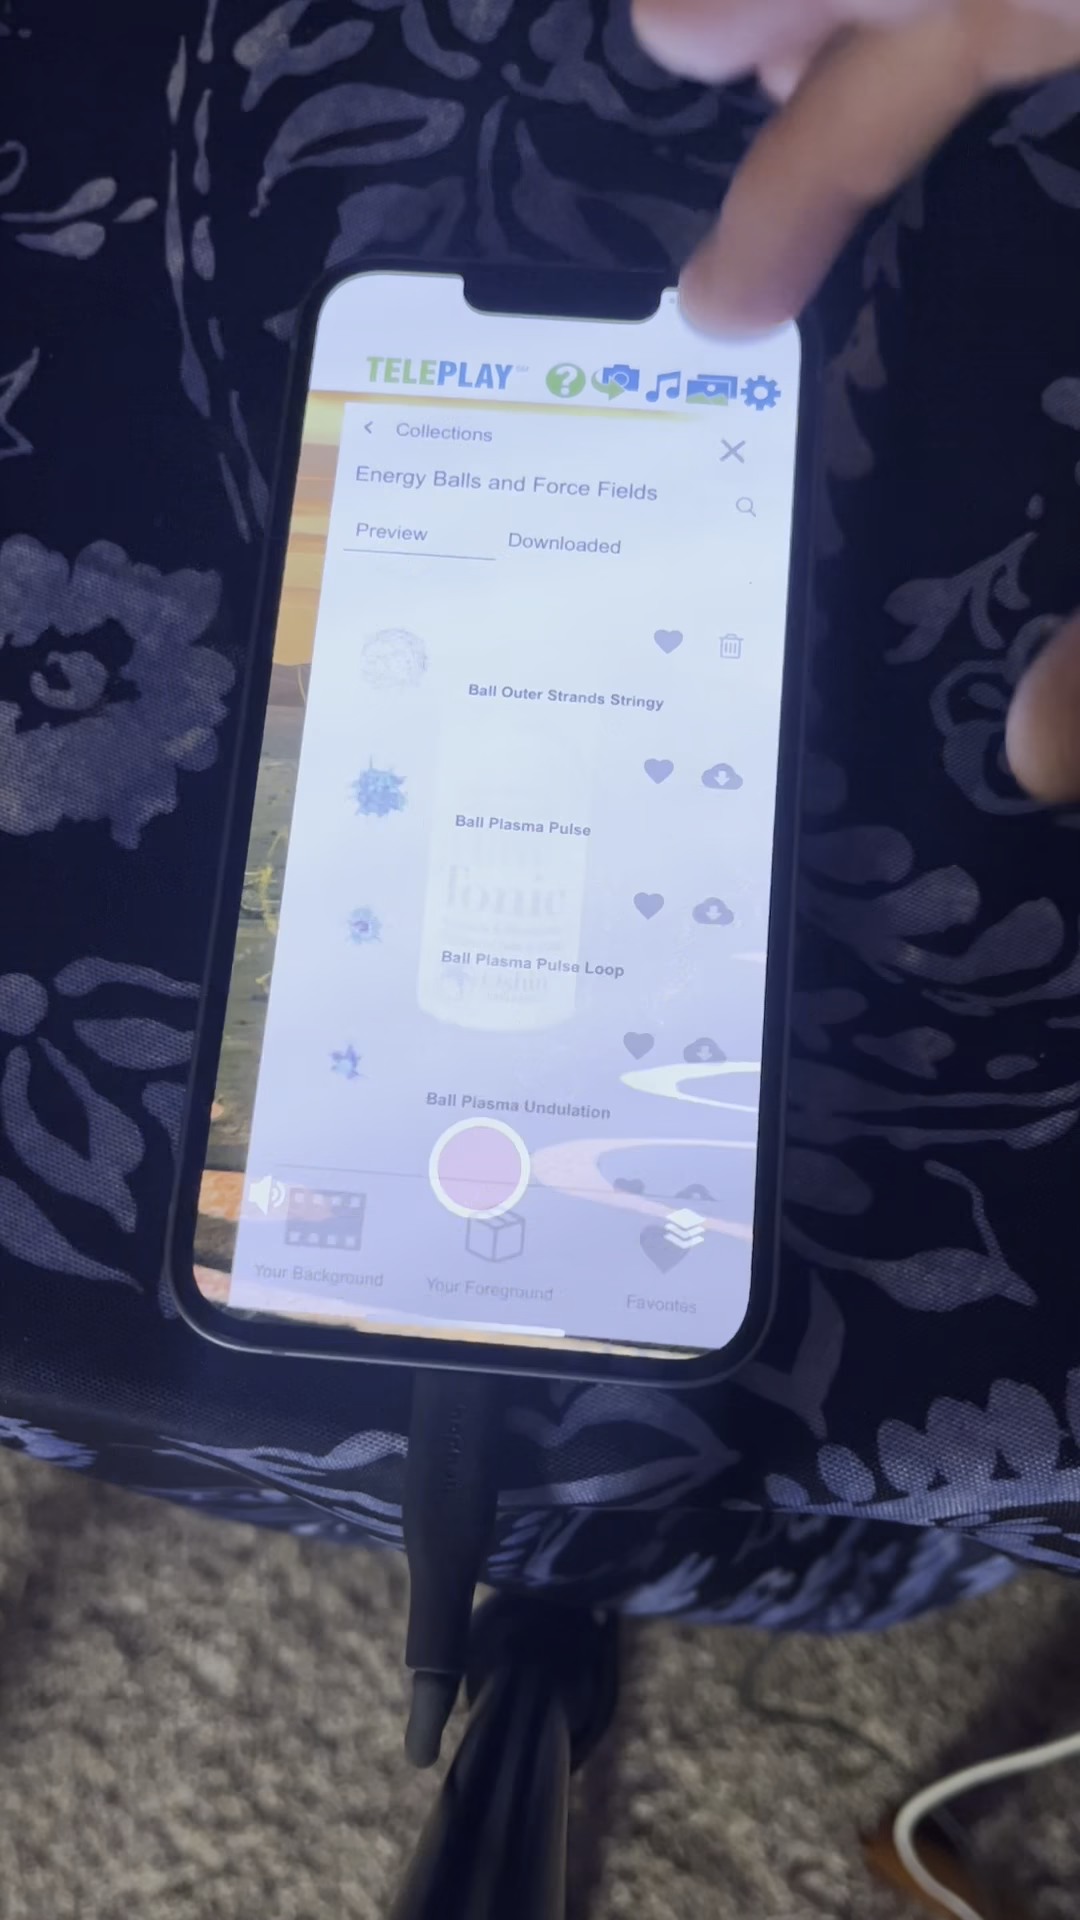 TELEPLAY
Collections
Energy Balls and Force Fields
Preview
Downloaded
Ball Outer Strands Stringy
Ball Plasma Pulse
Tonic
Ball Plasma Pulse Loop
Ball Plasma Undulation
Your Background
Your Foreground
Favorites